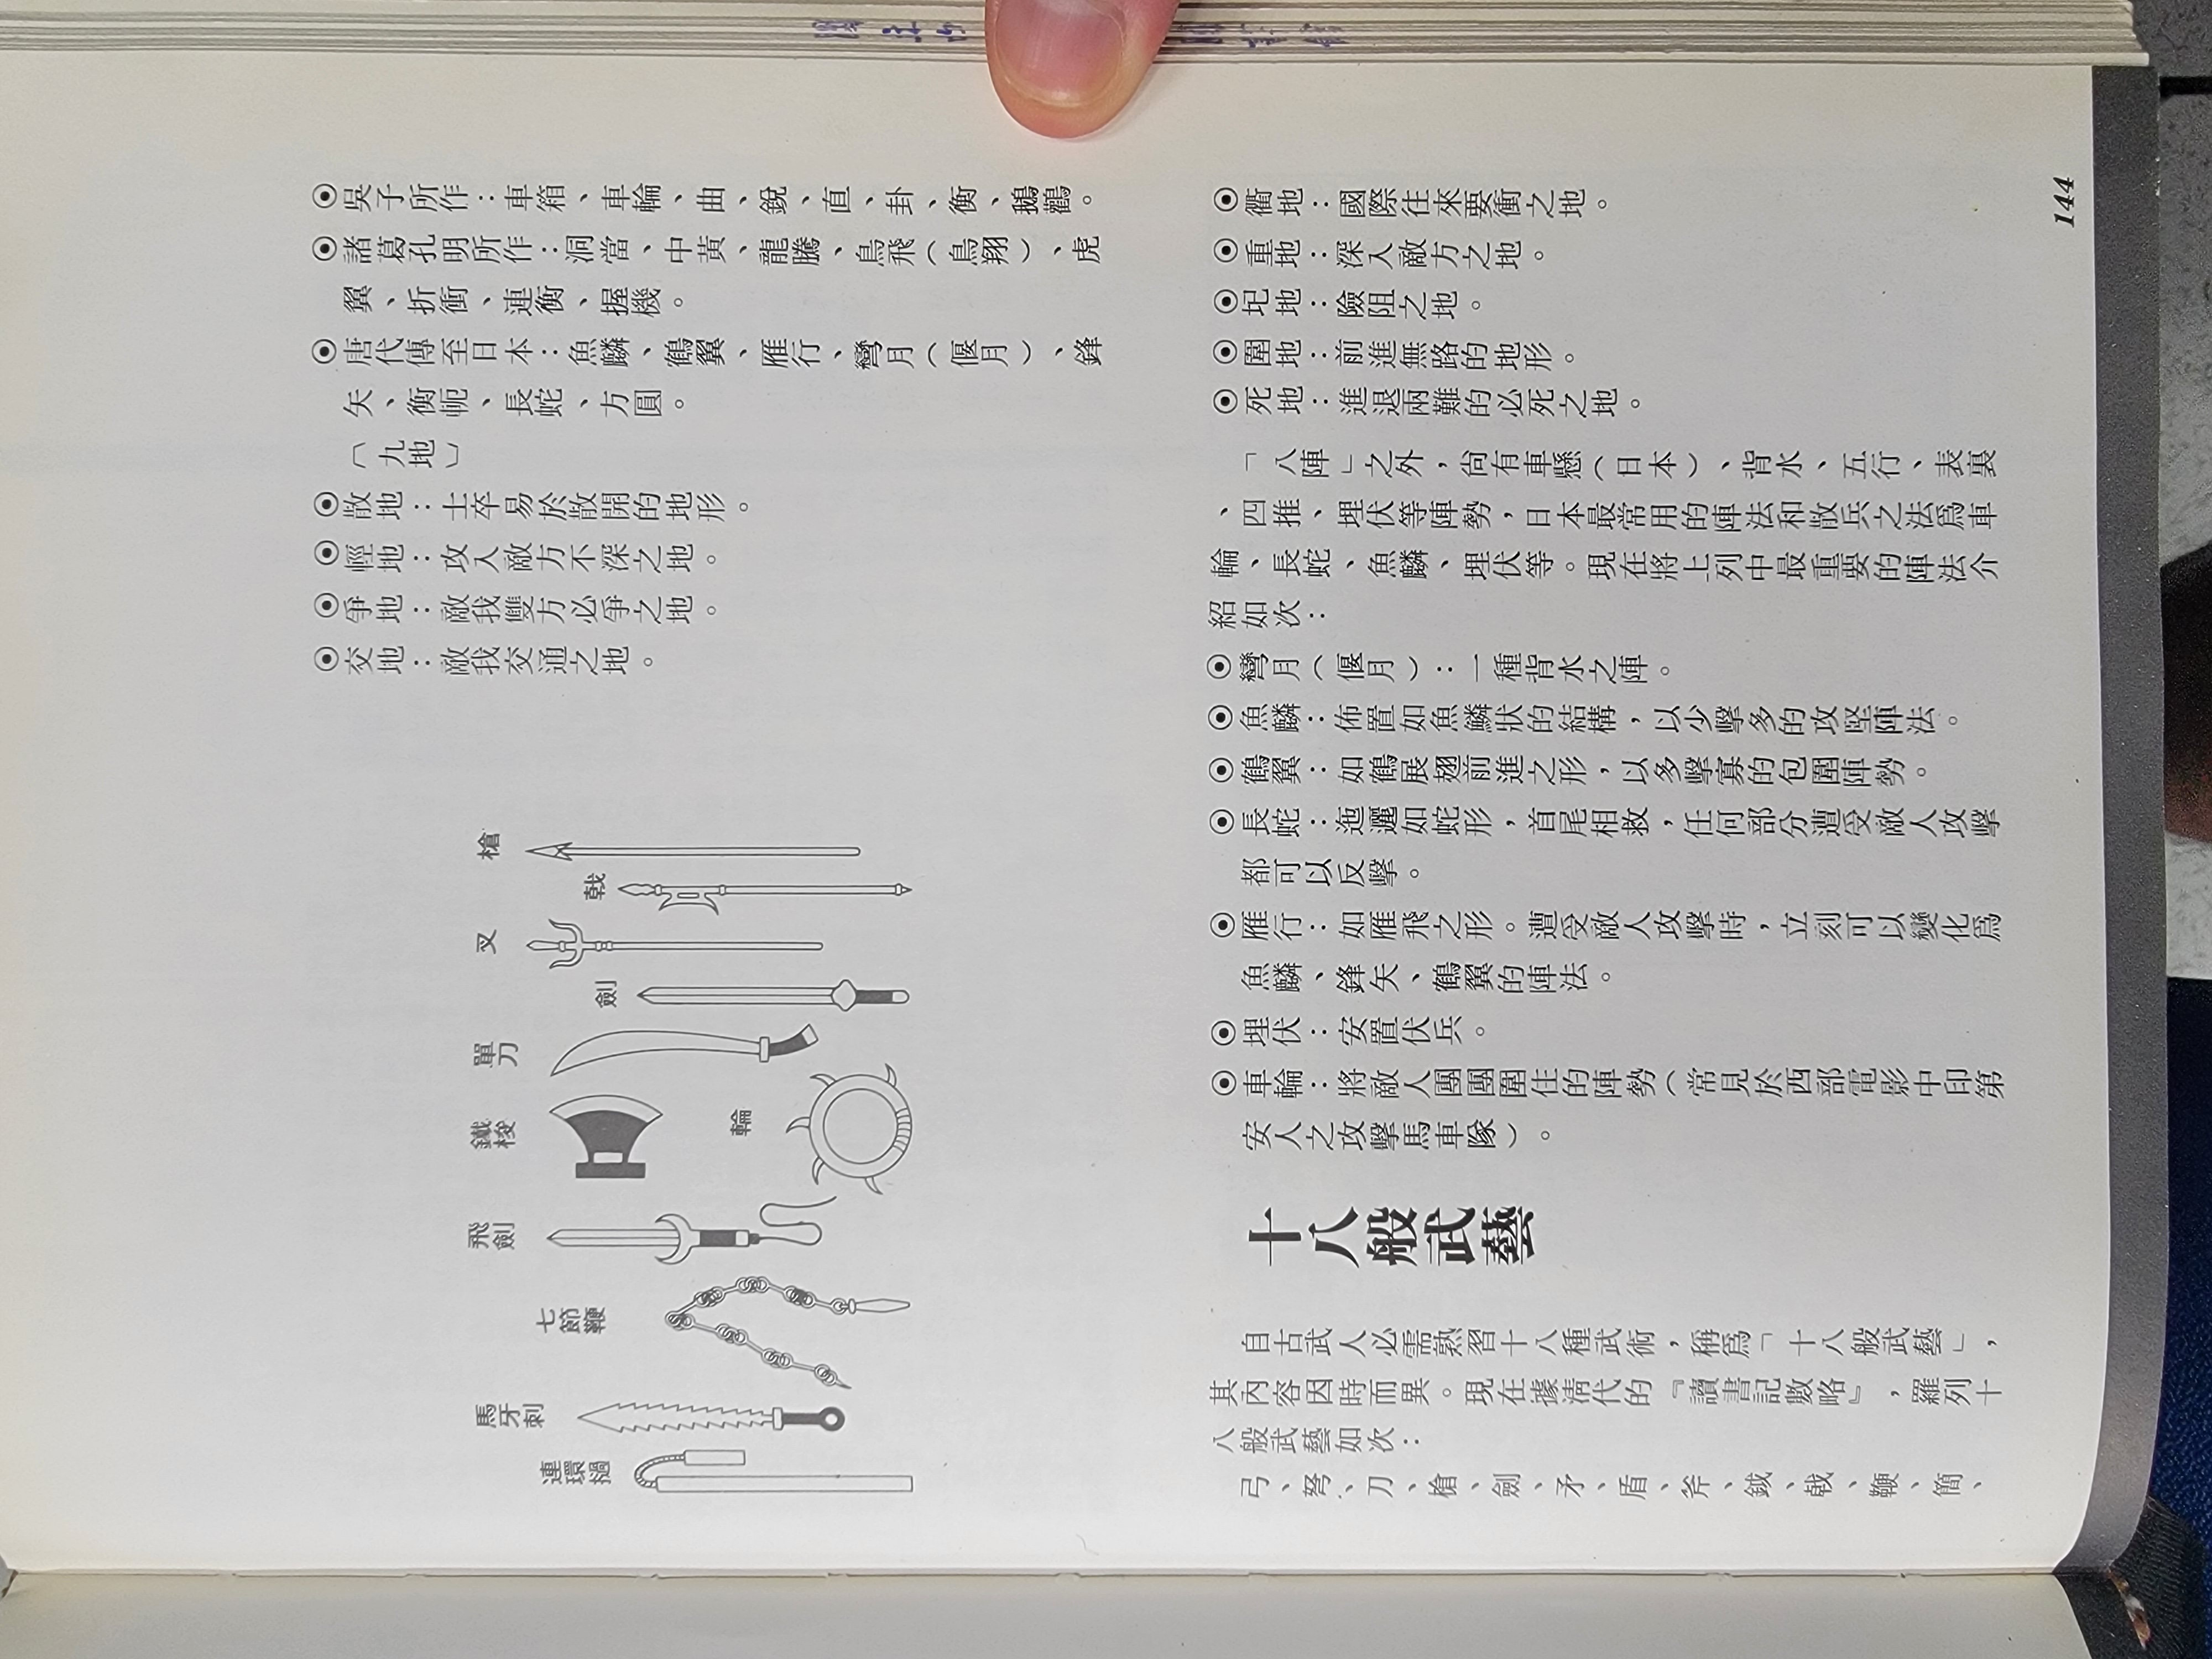 ⊙吳子所作：車箱、車輪、曲、銳、直、卦、衡、鵝鸛。
⊙諸葛孔明所作：洞當、中黃、龍騰、鳥飛（鳥翔）、虎
翼、折衝、連衡、握機。
⊙唐代傳至日本：魚麟、鶴翼、雁行、彎月（偃月）、鋒
矢、衡軛、長蛇、方圓。
〔九地〕
⊙散地：士卒易於散開的地形。
⊙輕地：攻入敵方不深之地。
⊙爭地：敵我雙方必爭之地。
⊙交地：敵我交通之地。
槍
戟
叉
劍
單刀
鐵梭
輪
飛劍
七節鞭
馬牙刺
連環撾
⊙衢地：國際往來要衝之地。
⊙重地：深入敵方之地。
⊙圮地：險阻之地。
⊙圍地：前進無路的地形。
⊙死地：進退兩難的必死之地。
「八陣」之外，尚有車懸（日本）、背水、五行、表裏
、四推、埋伏等陣勢，日本最常用的陣法和散兵之法爲車
輪、長蛇、魚麟、埋伏等。現在將上列中最重要的陣法介
紹如次：
⊙彎月（偃月）：一種背水之陣。
⊙魚麟：佈置如魚鱗狀的結構，以少擊多的攻堅陣法。
⊙鶴翼：如鶴展翅前進之形，以多擊寡的包圍陣勢。
⊙長蛇：迤邐如蛇形，首尾相救，任何部分遭受敵人攻擊
都可以反擊。
⊙雁行：如雁飛之形。遭受敵人攻擊時，立刻可以變化爲
魚麟、鋒矢、鶴翼的陣法。
⊙埋伏：安置伏兵。
⊙車輪：將敵人團團圍住的陣勢（常見於西部電影中印第
安人之攻擊馬車隊）。
十八般武藝
自古武人必需熟習十八種武術，稱爲「十八般武藝」，
其內容因時而異。現在據淸代的『讀書記數略』，羅列十
八般武藝如次：
弓、弩、刀、槍、劍、矛、盾、斧、鉞、戟、鞭、簡、
144